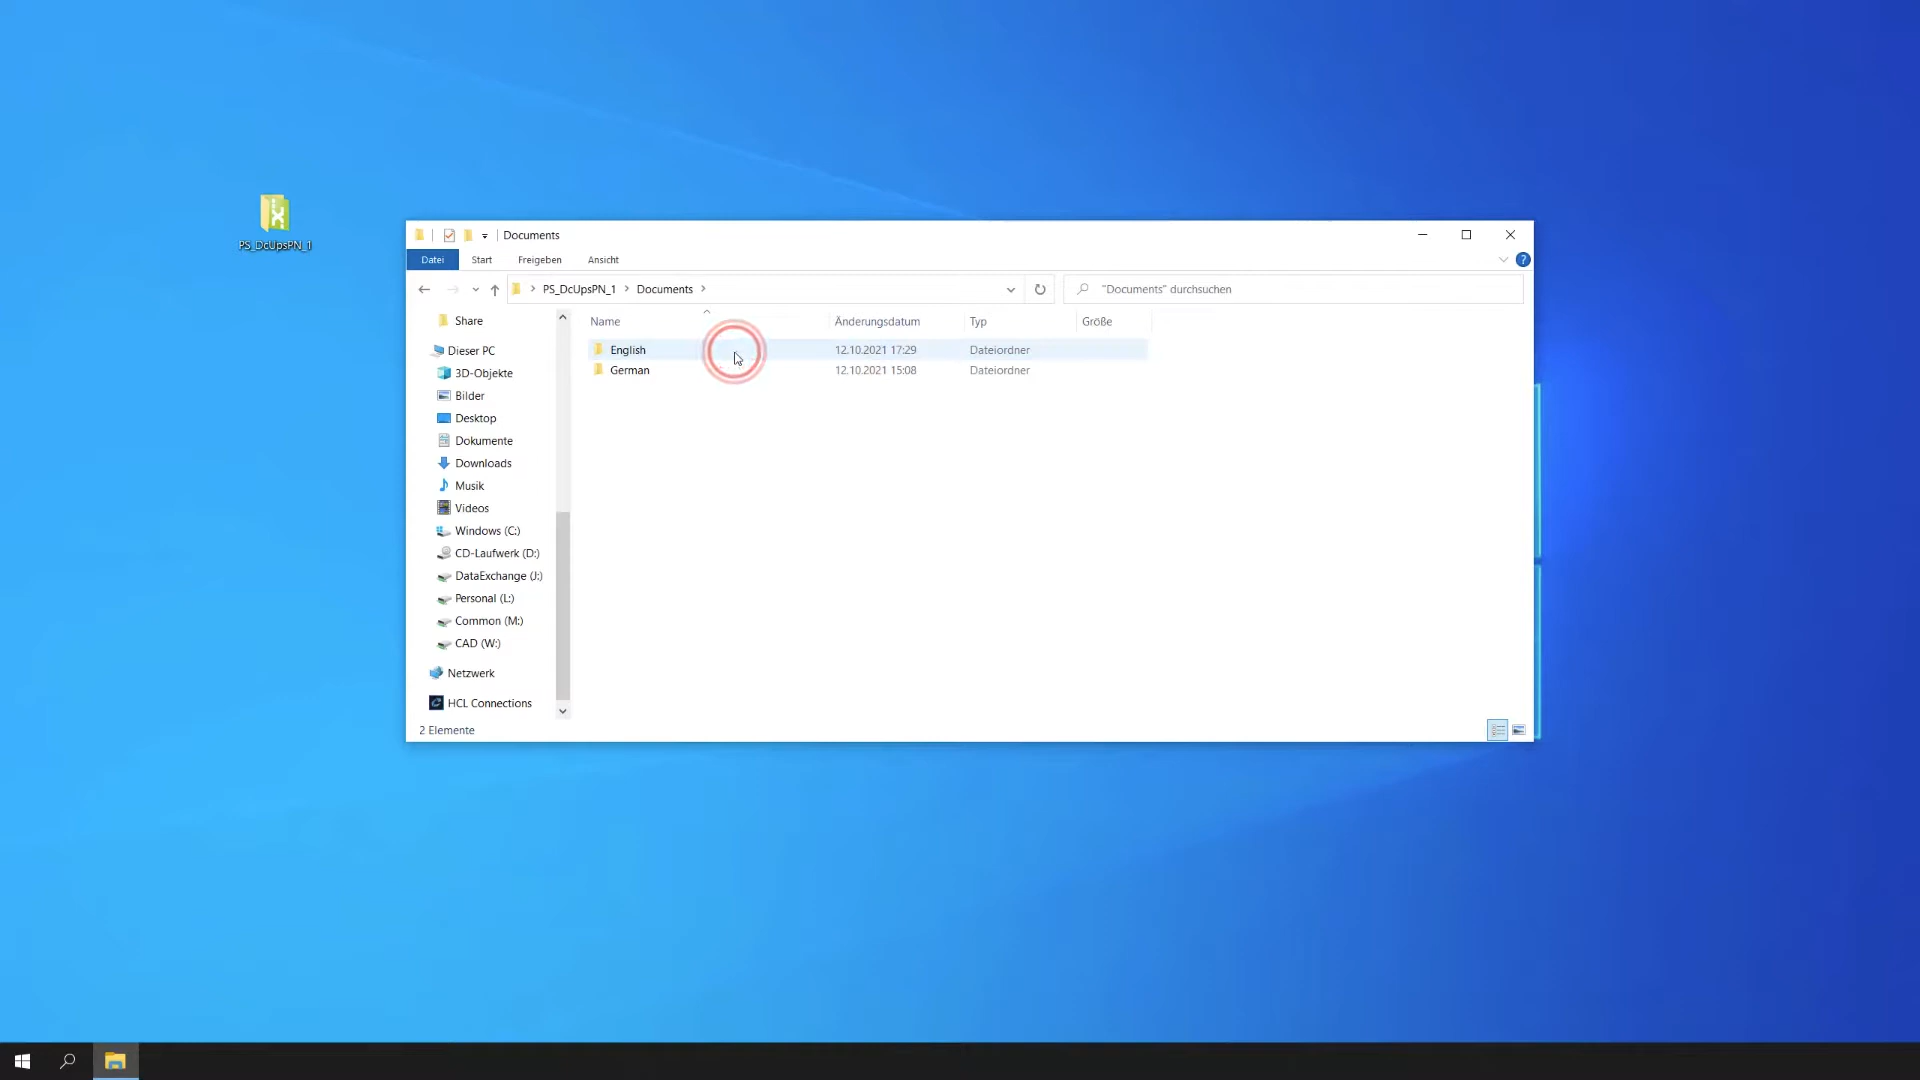 PS_DcUpsPN_1
Documents
Datei Start Freigeben Ansicht
PS_DcUpsPN_1 Documents
"Documents" durchsuchen
Name Änderungsdatum Typ Größe
English 12.10.2021 17:29 Dateiordner
German 12.10.2021 15:08 Dateiordner
Share
Dieser PC
3D-Objekte
Bilder
Desktop
Dokumente
Downloads
Musik
Videos
Windows (C:)
CD-Laufwerk (D:)
DataExchange (J:)
Personal (L:)
Common (M:)
CAD (W:)
Netzwerk
HCL Connections
2 Elemente